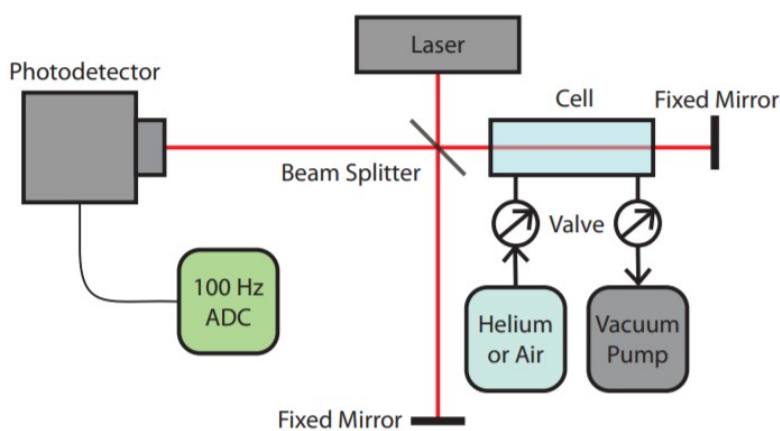 Laser
Photodetector
Cell
Fixed Mirror
Beam Splitter
Valve
100 Hz
ADC
Helium
or Air
Vacuum
Pump
Fixed Mirror